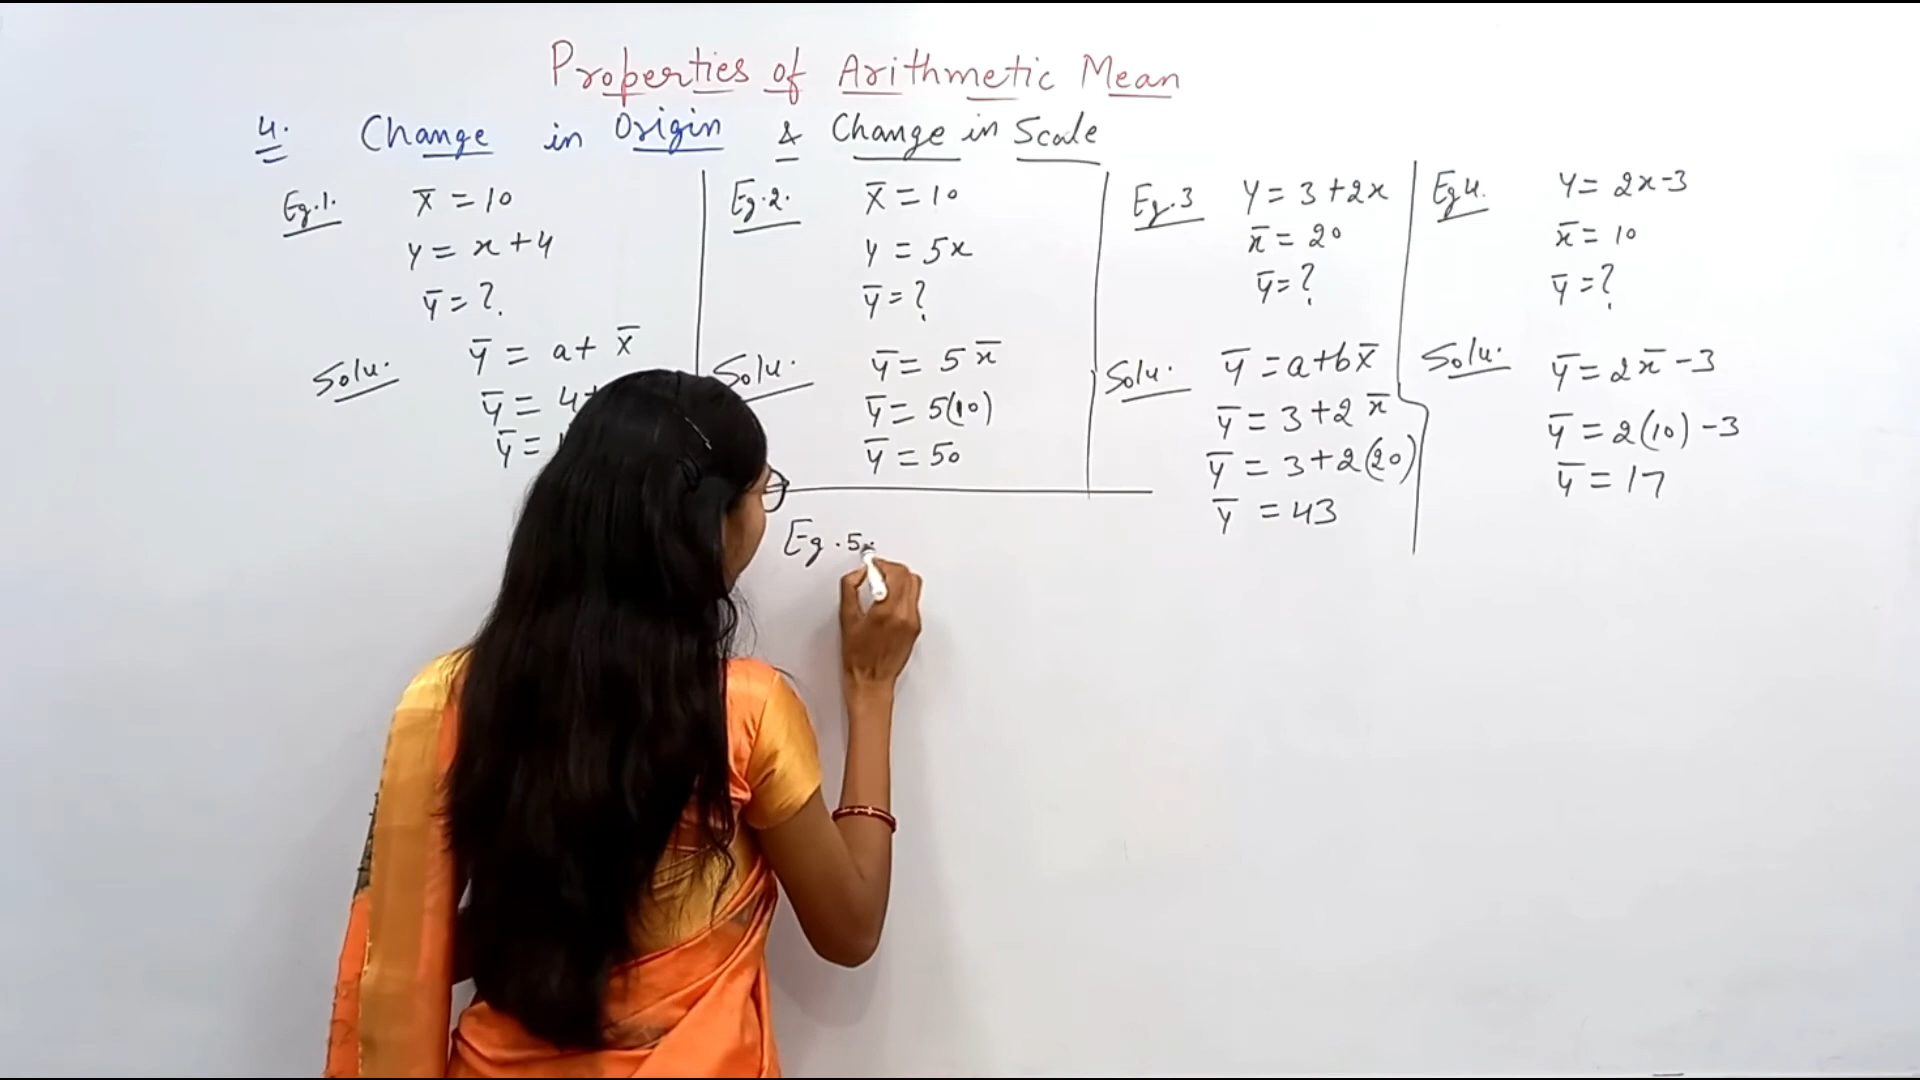 Properties of Arithmetic Mean
4. Change in Origin & Change in Scale
Eg.1. X̅ = 10
y = x + 4
y̅ = ?.
Solu. y̅ = a + X̅
y̅ = 4+
y̅ =
Eg.2. X̅ = 10
y = 5x
y̅ = ?
Solu. y̅ = 5 x̅
y̅ = 5(10)
y̅ = 50
Eg.3 Y = 3 + 2x
x̅ = 20
y̅ = ?
Solu. y̅ = a + b x̅
y̅ = 3 + 2 x̅
y̅ = 3 + 2(20)
y̅ = 43
Eg 4. Y = 2x - 3
x̅ = 10
y̅ = ?
Solu. y̅ = 2x̅ - 3
y̅ = 2(10) - 3
y̅ = 17
Eg. 5